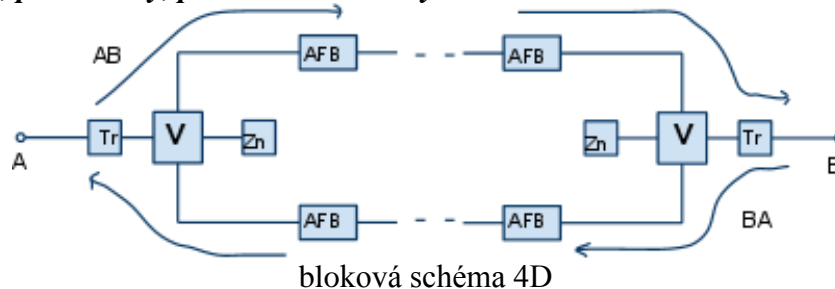 AB
AFB AFB
A Tr V Zn Zn V Tr
AFB AFB
BA
bloková schéma 4D